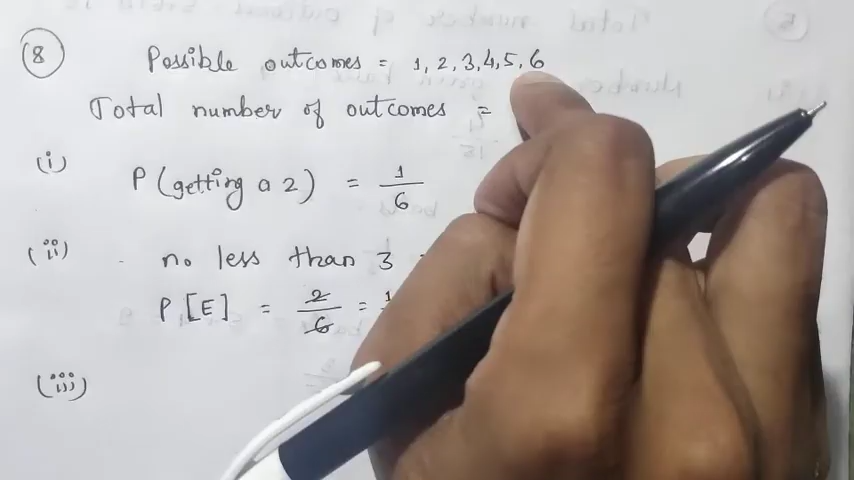 (8) Possible outcomes = 1, 2, 3, 4, 5, 6
Total number of outcomes =
(i) P (getting a 2) = 1/6
(ii) no less than 3
P [E] = 2/6 = 1
(iii)